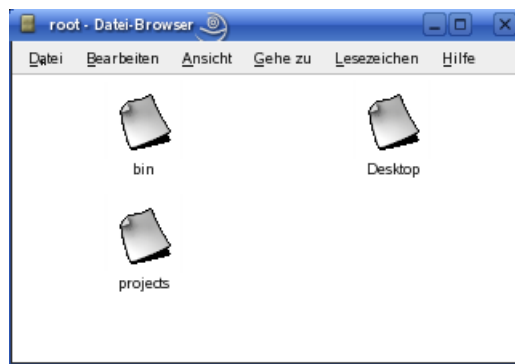 root - Datei-Browser
Datei Bearbeiten Ansicht Gehe zu Lesezeichen Hilfe
bin Desktop
projects